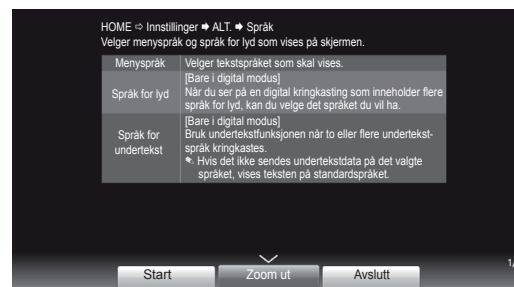 HOME ⇨ Innstillinger ➡ ALT. ➡ Språk
Velger menyspråk og språk for lyd som vises på skjermen.
Menyspråk
Velger tekstspråket som skal vises.
Språk for lyd
[Bare i digital modus]
Når du ser på en digital kringkasting som inneholder flere
språk for lyd, kan du velge det språket du vil ha.
Språk for
undertekst
[Bare i digital modus]
Bruk undertekstfunksjonen når to eller flere undertekst-
språk kringkastes.
✎ Hvis det ikke sendes undertekstdata på det valgte
språket, vises teksten på standardspråket.
Start
Zoom ut
Avslutt
1/